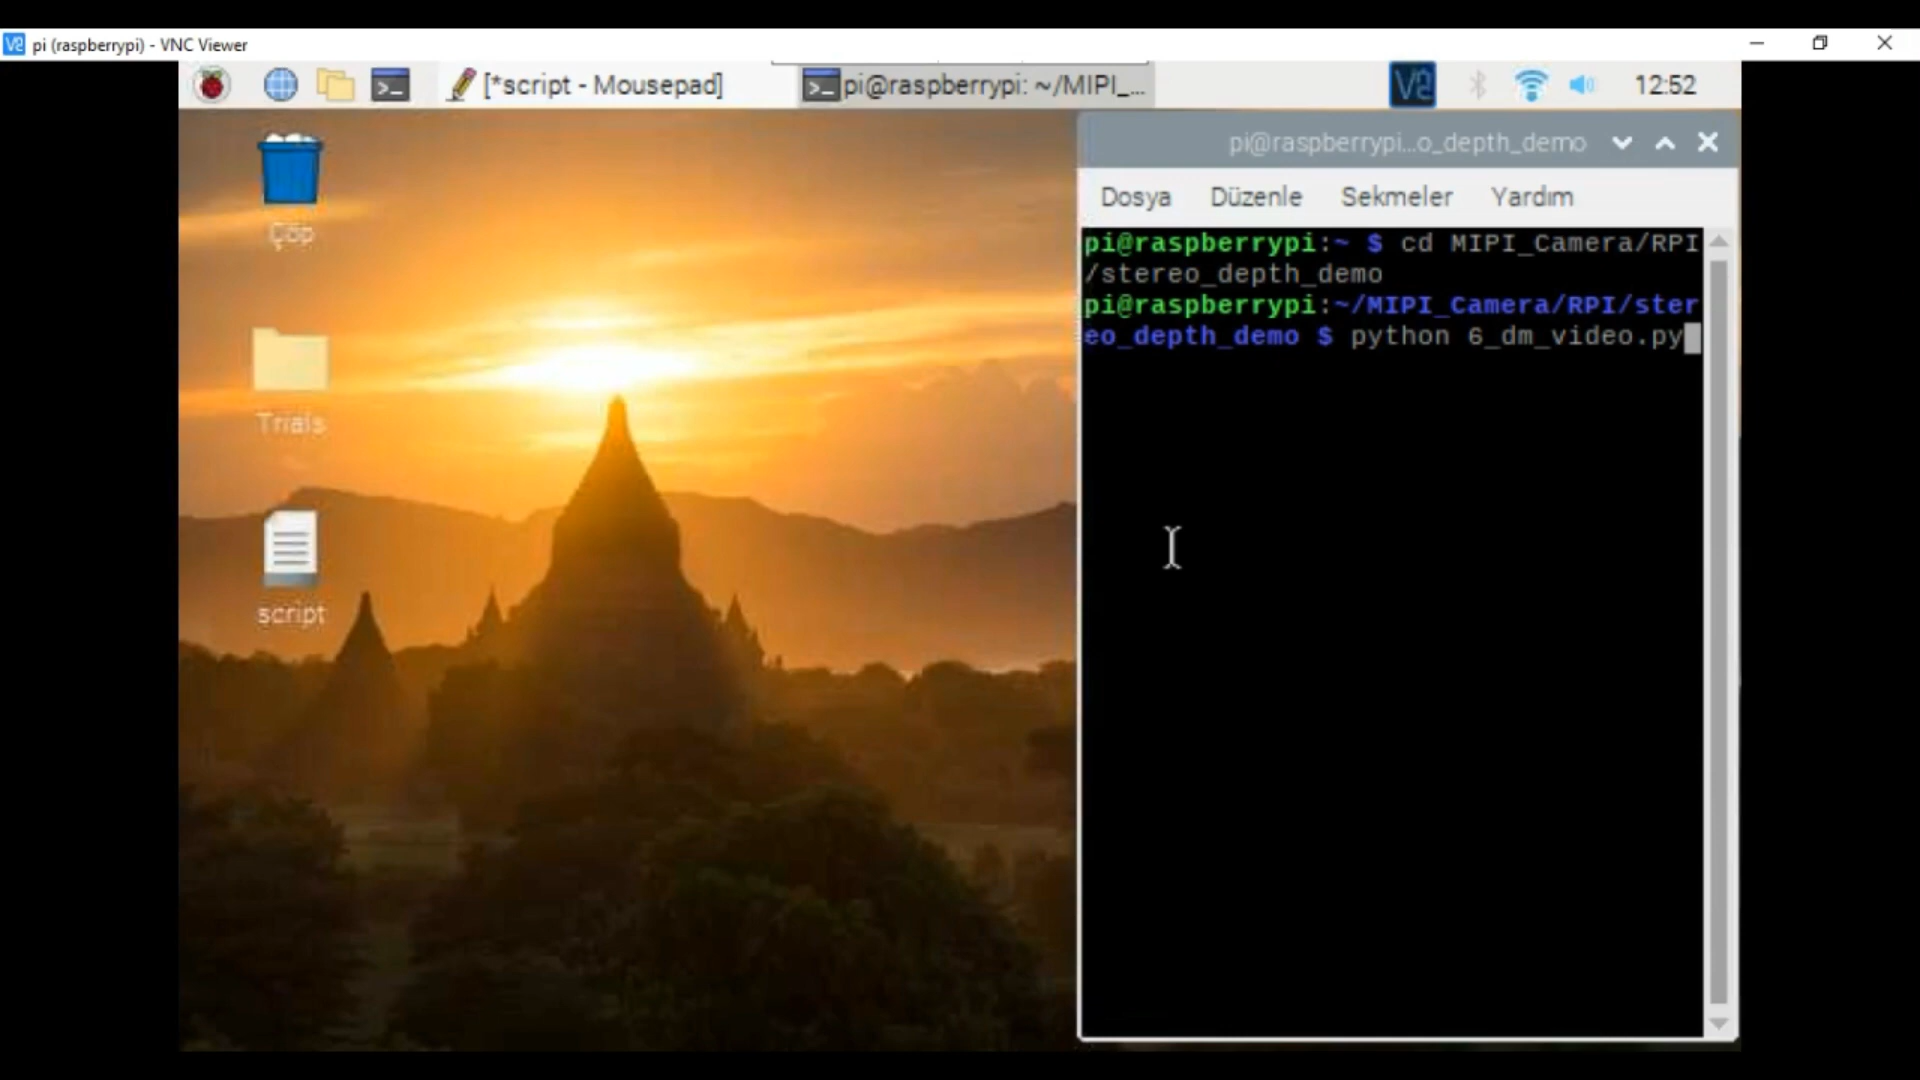 pi (raspberrypi) - VNC Viewer
[*script - Mousepad]
pi@raspberrypi: ~/MIPI_...
12:52
Çöp
Trials
script
pi@raspberrypi...o_depth_demo
Dosya Düzenle Sekmeler Yardım
pi@raspberrypi:~ $ cd MIPI_Camera/RPI
/stereo_depth_demo
pi@raspberrypi:~/MIPI_Camera/RPI/ster
eo_depth_demo $ python 6_dm_video.py